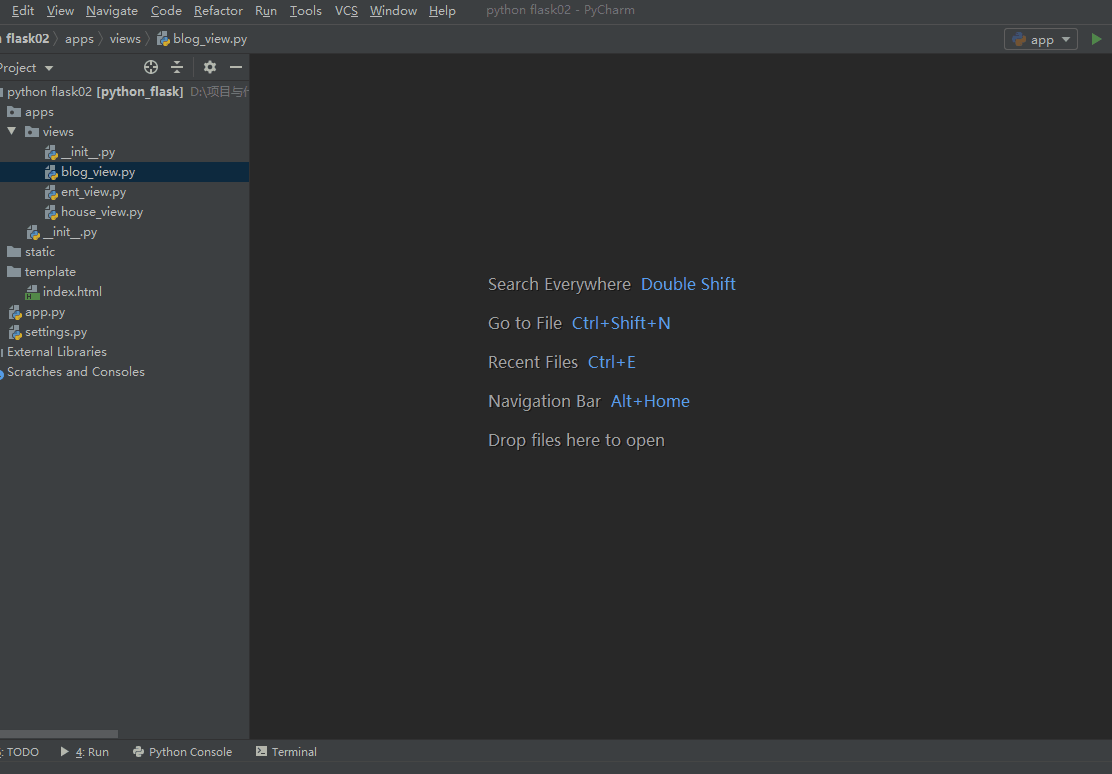 Edit View Navigate Code Refactor Run Tools VCS Window Help python flask02 - PyCharm
flask02 apps views blog_view.py app
Project
python flask02 [python_flask] D:\项目与
apps
views
__init__.py
blog_view.py
ent_view.py
house_view.py
__init__.py
static
template
index.html
app.py
settings.py
External Libraries
Scratches and Consoles
Search Everywhere Double Shift
Go to File Ctrl+Shift+N
Recent Files Ctrl+E
Navigation Bar Alt+Home
Drop files here to open
: TODO 4: Run Python Console Terminal